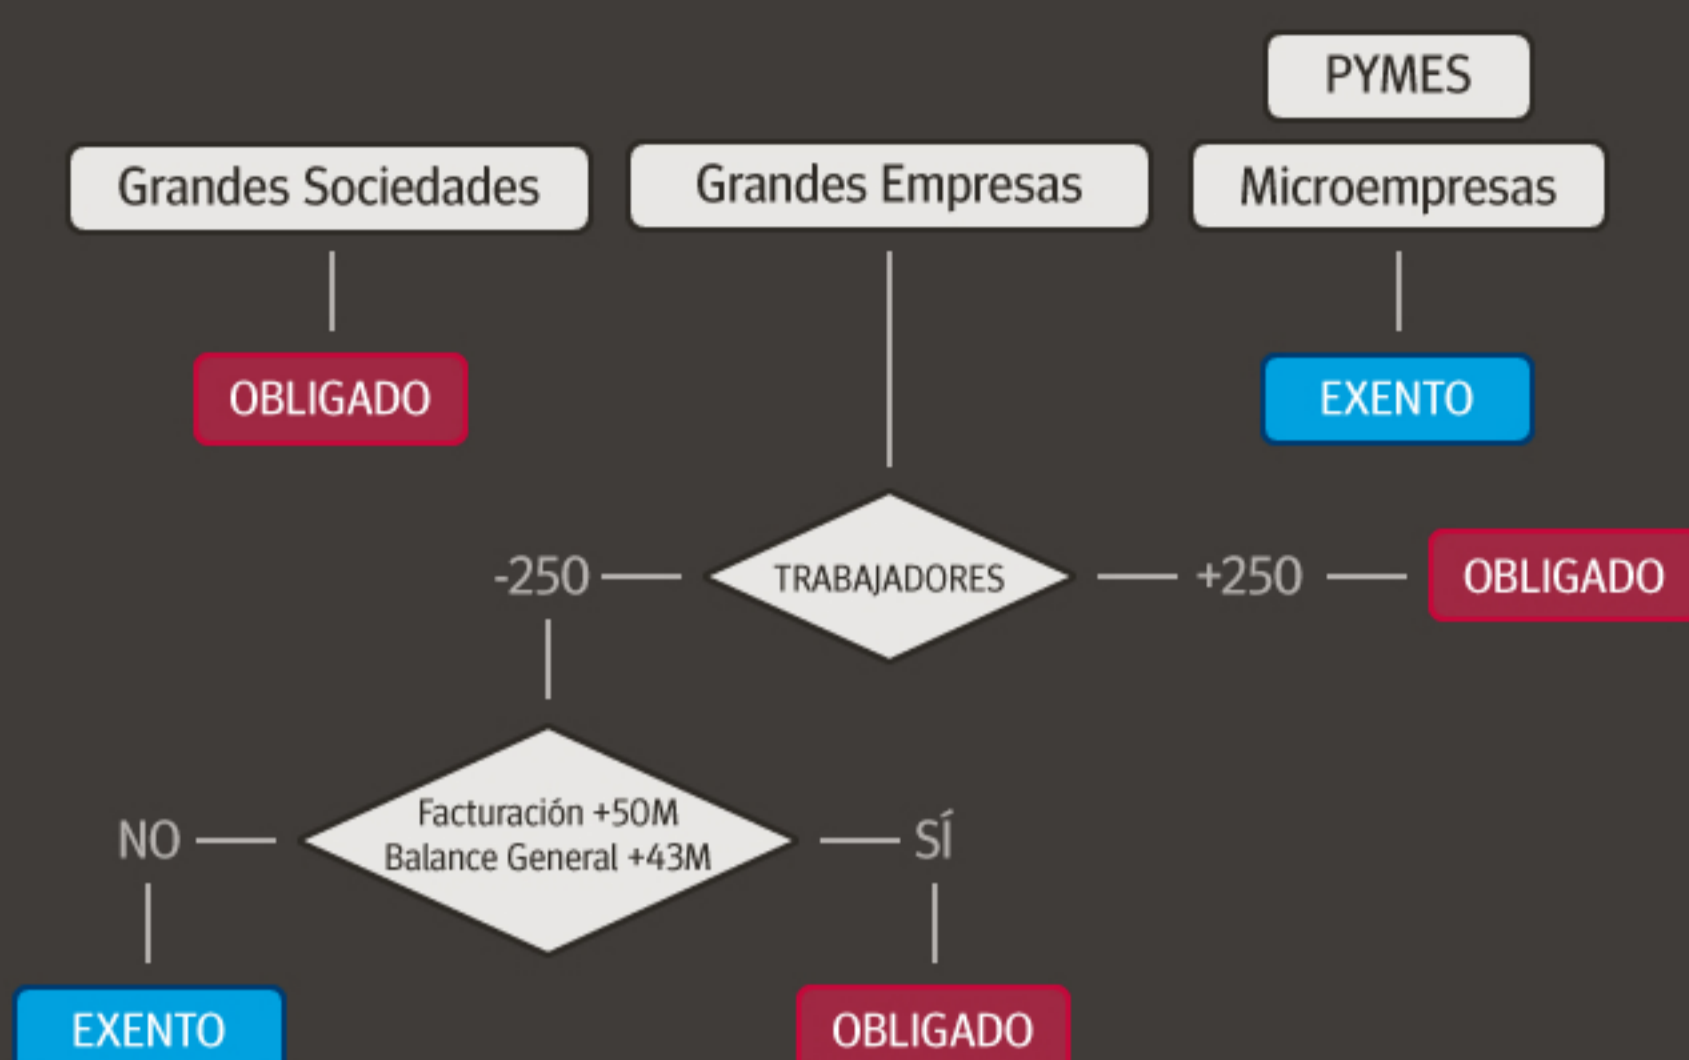 PYMES
Grandes Sociedades
Grandes Empresas
Microempresas
OBLIGADO
EXENTO
-250
TRABAJADORES
+250
OBLIGADO
Facturación +50M
NO
Balance General +43M
SÍ
EXENTO
OBLIGADO